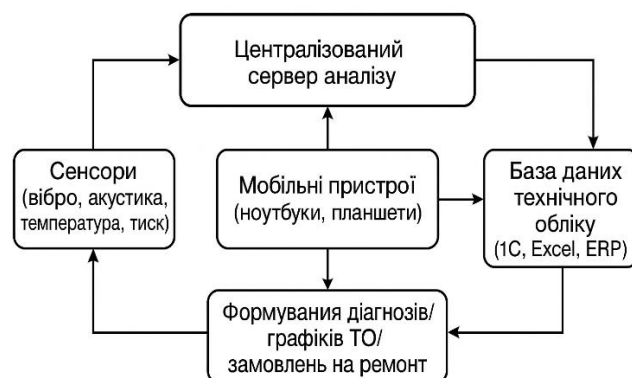 Централізований
сервер аналізу
Сенсори
(вібро, акустика,
температура, тиск)
Мобільні пристрої
(ноутбуки, планшети)
База даних
технічного
обліку
(1С, Excel, ERP)
Формування діагнозів/
графіків ТО/
замовлень на ремонт